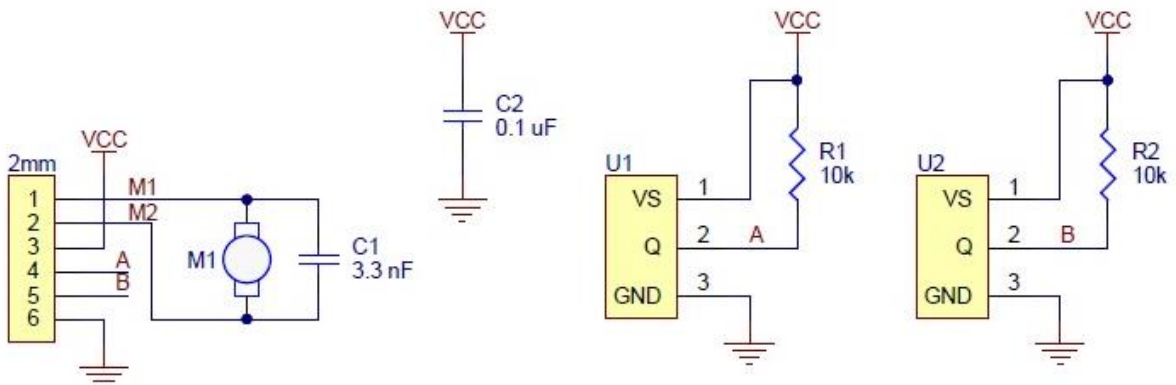 VCC
C2
0.1 uF
VCC
2mm
1
2
3
4
5
6
M1
M2
A
B
M1
C1
3.3 nF
VCC
U1
VS
Q
GND
1
2
3
A
R1
10k
VCC
U2
VS
Q
GND
1
2
3
B
R2
10k